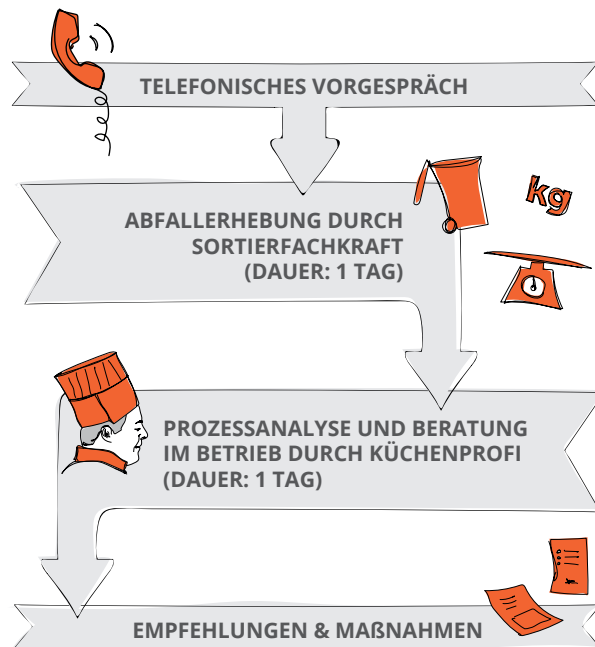 TELEFONISCHES VORGESPRÄCH
ABFALLERHEBUNG DURCH
SORTIERFACHKRAFT
(DAUER: 1 TAG)
kg
PROZESSANALYSE UND BERATUNG
IM BETRIEB DURCH KÜCHENPROFI
(DAUER: 1 TAG)
EMPFEHLUNGEN & MAßNAHMEN